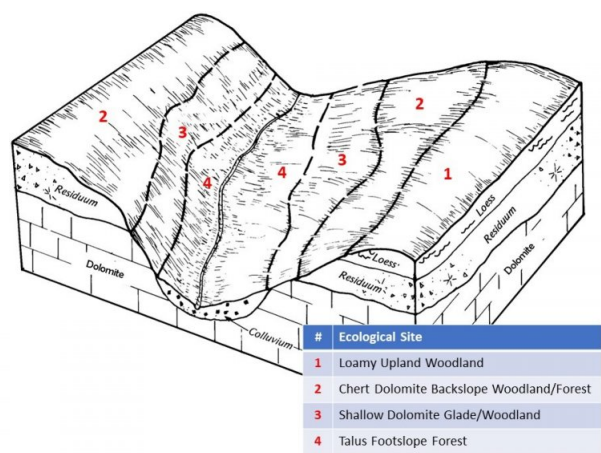 2
3
4
4
3
2
1
Residuum
Dolomite
Colluvium
Loess
Residuum
Loess
Residuum
Dolomite
# Ecological Site
1 Loamy Upland Woodland
2 Chert Dolomite Backslope Woodland/Forest
3 Shallow Dolomite Glade/Woodland
4 Talus Footslope Forest